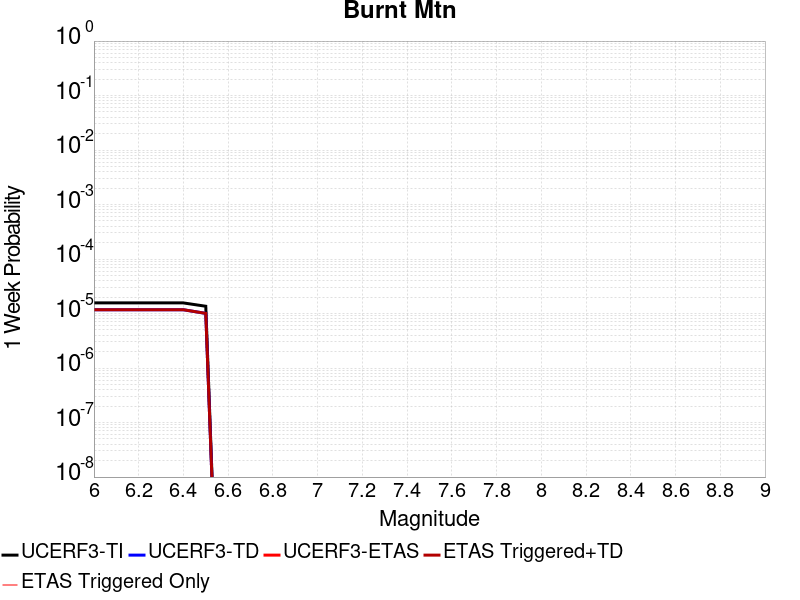 Burnt Mtn
1 Week Probability
10^0
10^-1
10^-2
10^-3
10^-4
10^-5
10^-6
10^-7
10^-8
6 6.2 6.4 6.6 6.8 7 7.2 7.4 7.6 7.8 8 8.2 8.4 8.6 8.8 9
Magnitude
UCERF3-TI UCERF3-TD UCERF3-ETAS ETAS Triggered+TD
ETAS Triggered Only